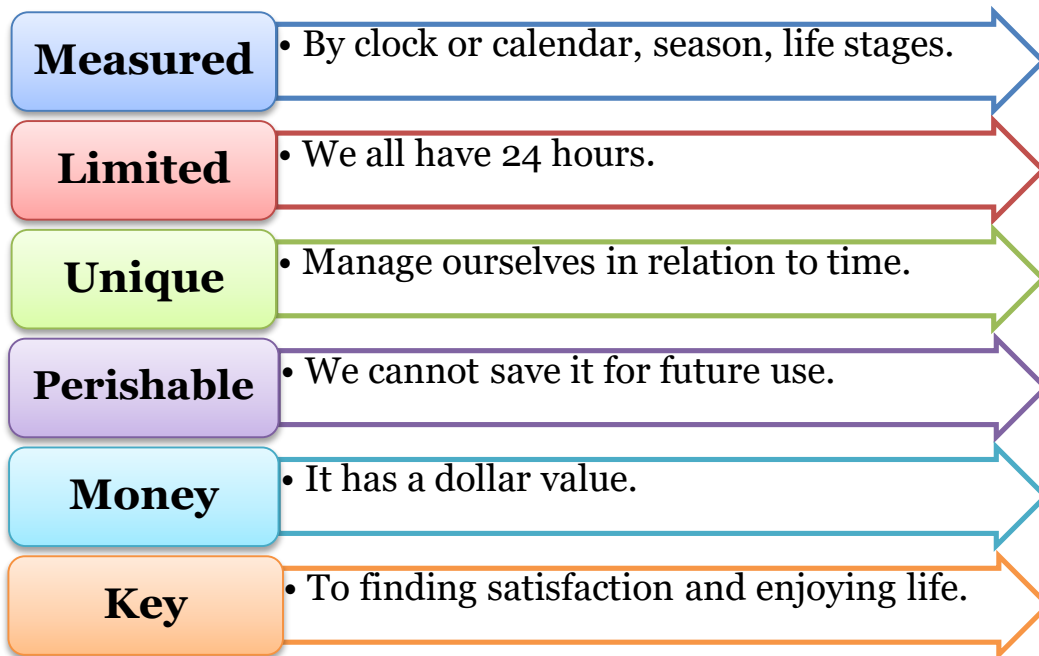 Measured
• By clock or calendar, season, life stages.
Limited
• We all have 24 hours.
Unique
• Manage ourselves in relation to time.
Perishable
• We cannot save it for future use.
Money
• It has a dollar value.
Key
• To finding satisfaction and enjoying life.